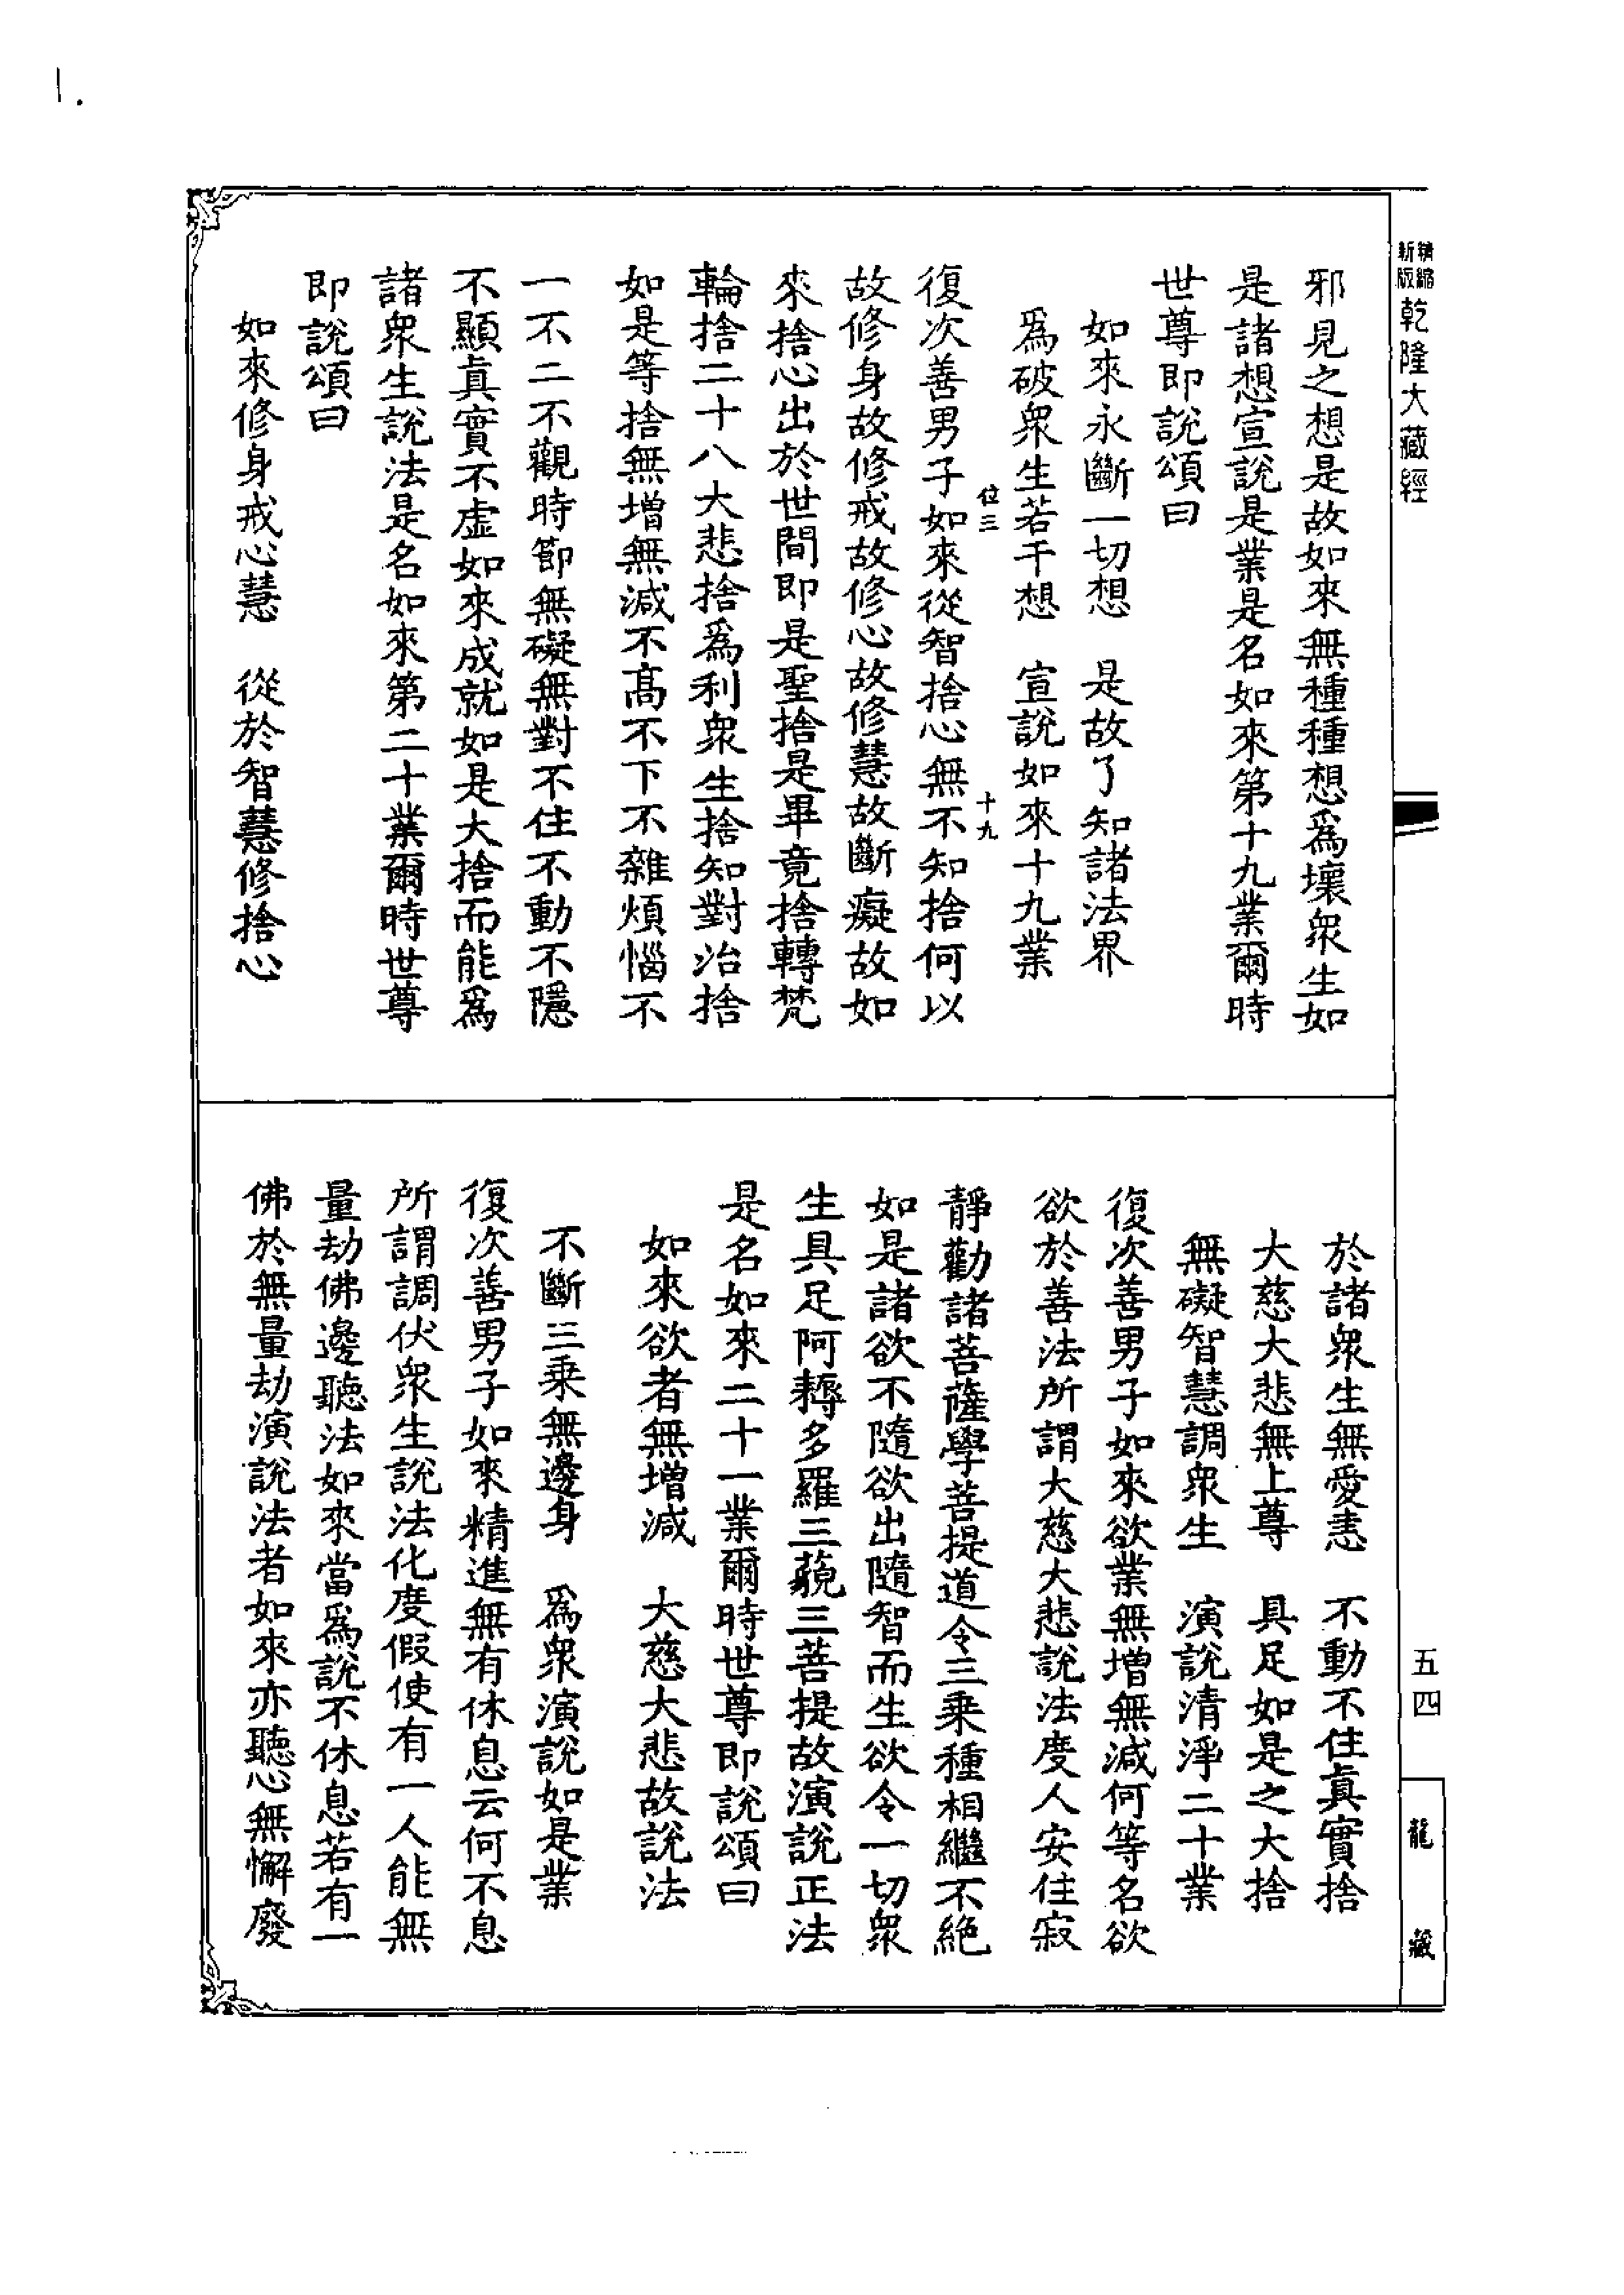 精縮新版乾隆大藏經
邪見之想是故如來無種種想爲壞衆生如
是諸想宣說是業是名如來第十九業爾時
世尊即說頌曰
如來永斷一切想　是故了知諸法界
爲破衆生若干想　宣說如來十九業
位三　十九
復次善男子如來從智捨心無不知捨何以
故修身故修戒故修心故修慧故斷癡故如
來捨心出於世間即是聖捨是畢竟捨轉梵
輪捨二十八大悲捨爲利衆生捨知對治捨
如是等捨無增無減不高不下不雜煩惱不
一不二不觀時節無礙無對不住不動不隱
不顯真實不虛如來成就如是大捨而能爲
諸衆生說法是名如來第二十業爾時世尊
即說頌曰
如來修身戒心慧　從於智慧修捨心
於諸衆生無愛恚　不動不住真實捨
大慈大悲無上尊　具足如是之大捨
無礙智慧調衆生　演說清淨二十業
復次善男子如來欲業無增無減何等名欲
欲於善法所謂大慈大悲說法度人安住寂
靜勸諸菩薩學菩提道令三乘種相繼不絕
如是諸欲不隨欲出隨智而生欲令一切衆
生具足阿耨多羅三藐三菩提故演說正法
是名如來二十一業爾時世尊即說頌曰
如來欲者無增減　大慈大悲故說法
不斷三乘無邊身　爲衆演說如是業
復次善男子如來精進無有休息云何不息
所謂調伏衆生說法化度假使有一人能無
量劫佛邊聽法如來當爲說不休息若有一
佛於無量劫演說法者如來亦聽心無懈廢
五四
龍藏